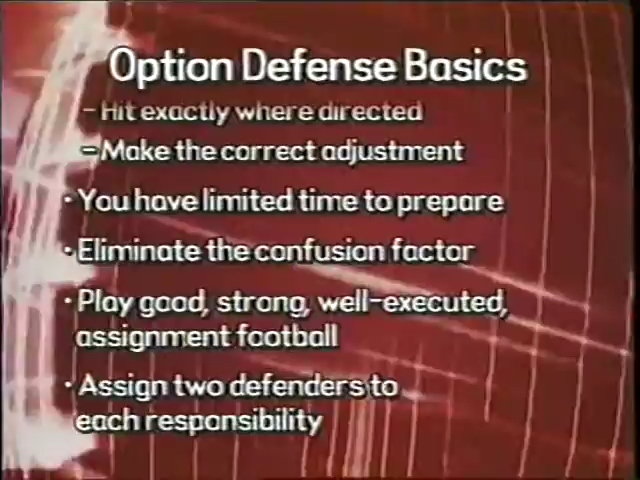 Option Defense Basics
- Hit exactly where directed
- Make the correct adjustment
• You have limited time to prepare
• Eliminate the confusion factor
• Play good, strong, well-executed,
assignment football
• Assign two defenders to
each responsibility